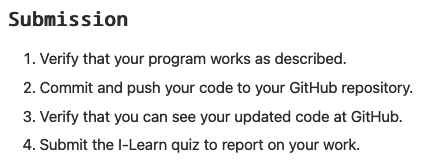 Submission
1. Verify that your program works as described.
2. Commit and push your code to your GitHub repository.
3. Verify that you can see your updated code at GitHub.
4. Submit the I-Learn quiz to report on your work.